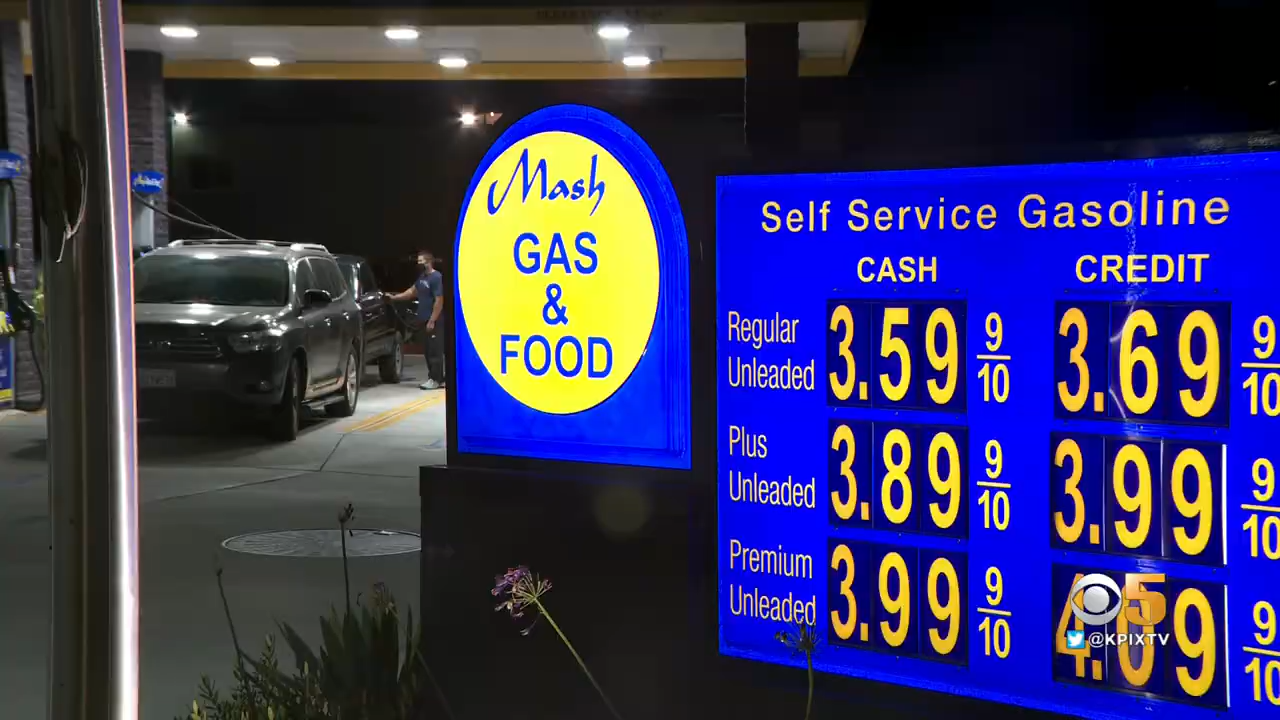 Mash
GAS
&
FOOD
Self Service Gasoline
CASH CREDIT
Regular Unleaded 3.59 9/10 3.69 9/10
Plus Unleaded 3.89 9/10 3.99 9/10
Premium Unleaded 3.99 9/10 4.09 9/10
5
@KPIXTV